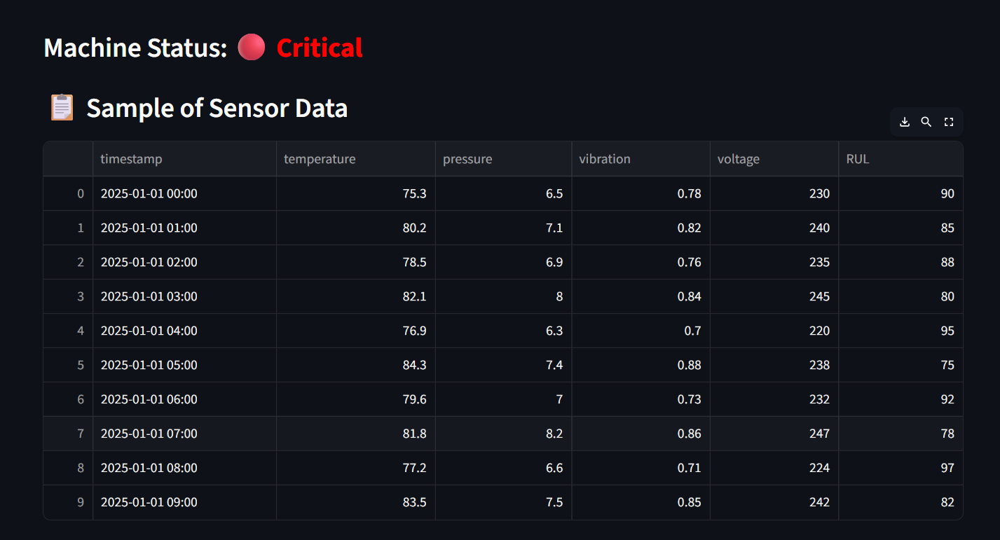 Machine Status: 🔴 Critical
📋 Sample of Sensor Data
timestamp temperature pressure vibration voltage RUL
0 2025-01-01 00:00 75.3 6.5 0.78 230 90
1 2025-01-01 01:00 80.2 7.1 0.82 240 85
2 2025-01-01 02:00 78.5 6.9 0.76 235 88
3 2025-01-01 03:00 82.1 8 0.84 245 80
4 2025-01-01 04:00 76.9 6.3 0.7 220 95
5 2025-01-01 05:00 84.3 7.4 0.88 238 75
6 2025-01-01 06:00 79.6 7 0.73 232 92
7 2025-01-01 07:00 81.8 8.2 0.86 247 78
8 2025-01-01 08:00 77.2 6.6 0.71 224 97
9 2025-01-01 09:00 83.5 7.5 0.85 242 82